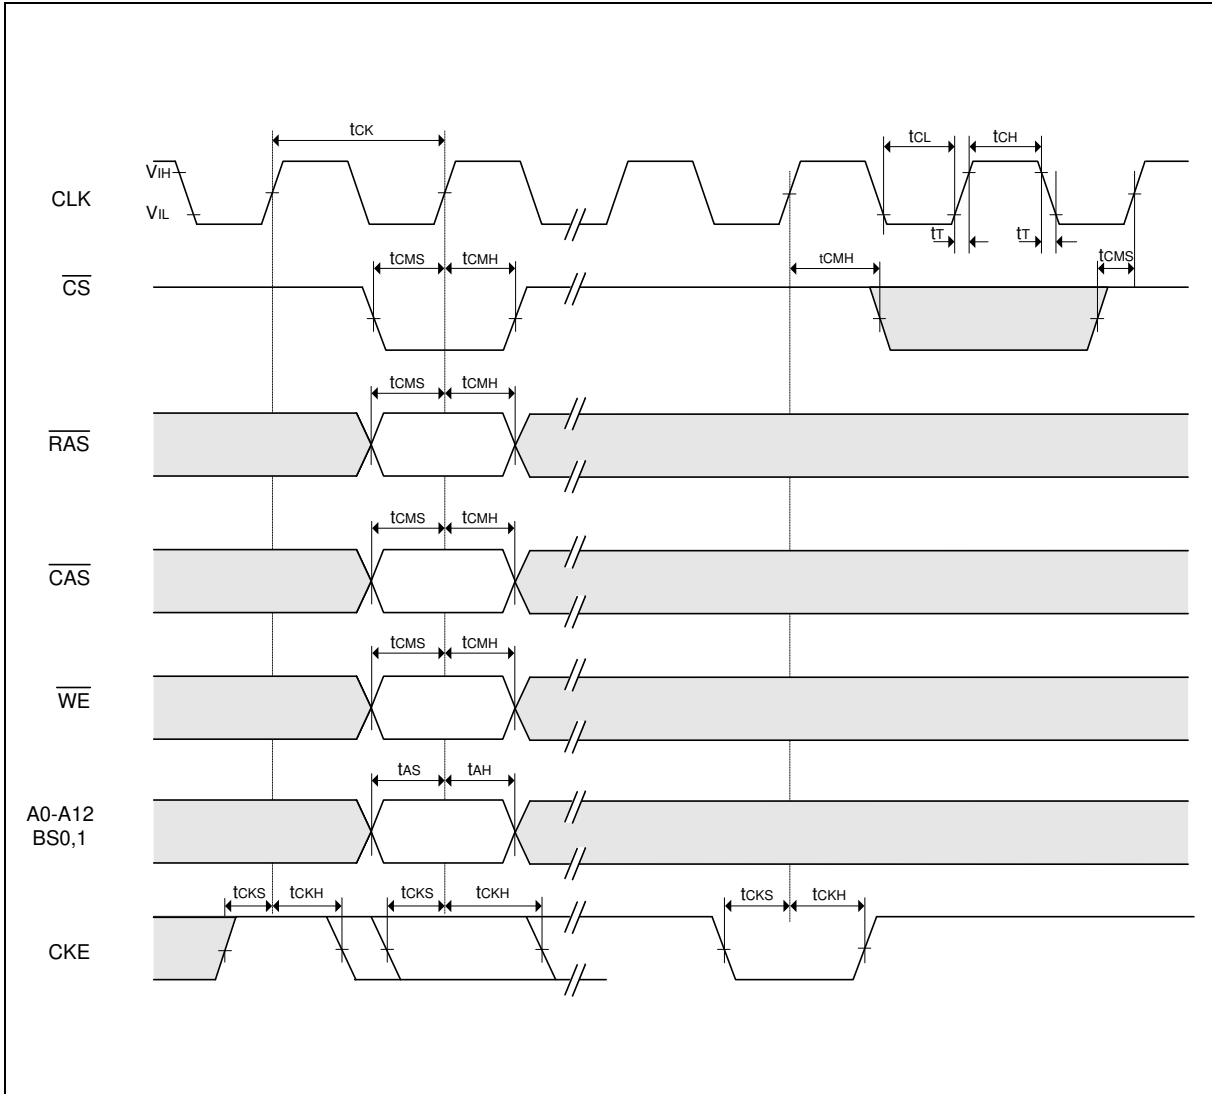 tCK
tCL
tCH
VIH
CLK
VIL
tT
tT
tCMS
tCMH
tCMH
tCMS
CS
tCMS
tCMH
RAS
tCMS
tCMH
CAS
tCMS
tCMH
WE
tAS
tAH
A0-A12
BS0,1
tCKS
tCKH
tCKS
tCKH
tCKS
tCKH
CKE